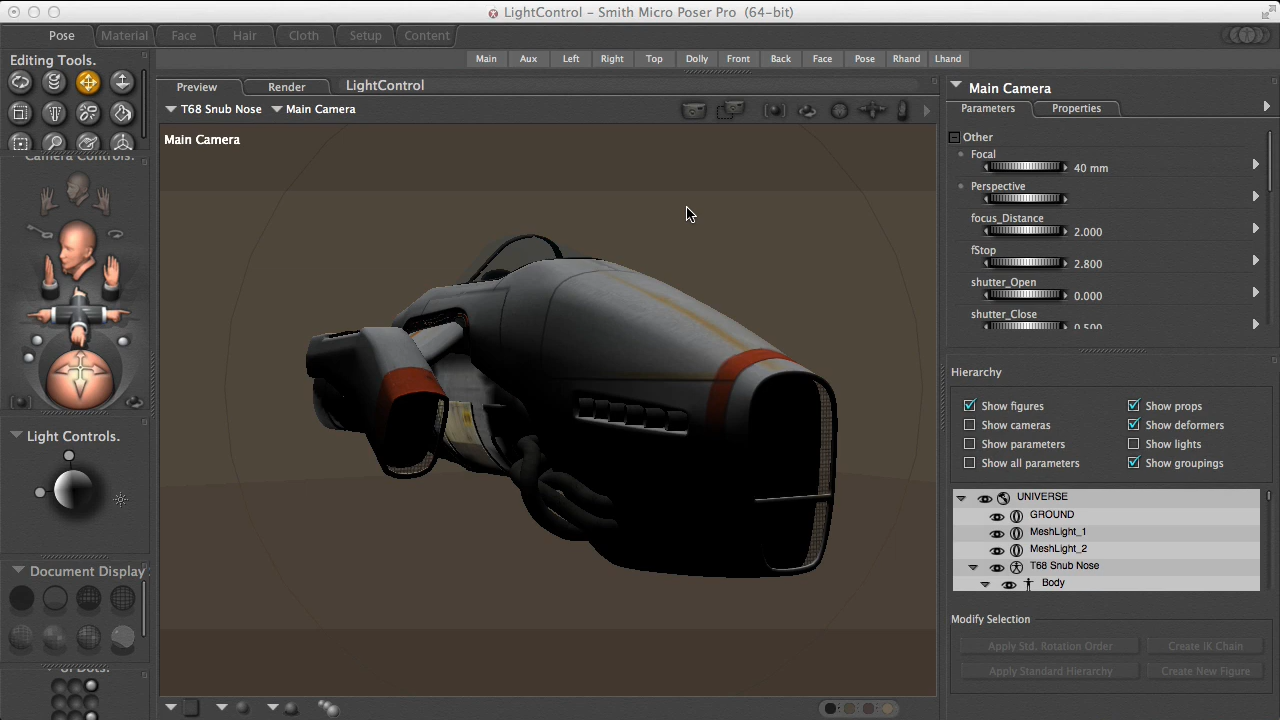 LightControl - Smith Micro Poser Pro (64-bit)
Pose Material Face Hair Cloth Setup Content
Editing Tools.
Main Aux Left Right Top Dolly Front Back Face Pose Rhand Lhand
Preview Render LightControl
T68 Snub Nose Main Camera
Main Camera
Camera Controls.
Light Controls.
Document Display
UI Dots.
Main Camera
Parameters Properties
Other
Focal
40 mm
Perspective
focus_Distance
2.000
fStop
2.800
shutter_Open
0.000
shutter_Close
0.500
Hierarchy
Show figures Show props
Show cameras Show deformers
Show parameters Show lights
Show all parameters Show groupings
UNIVERSE
GROUND
MeshLight_1
MeshLight_2
T68 Snub Nose
Body
Modify Selection
Apply Std. Rotation Order Create IK Chain
Apply Standard Hierarchy Create New Figure